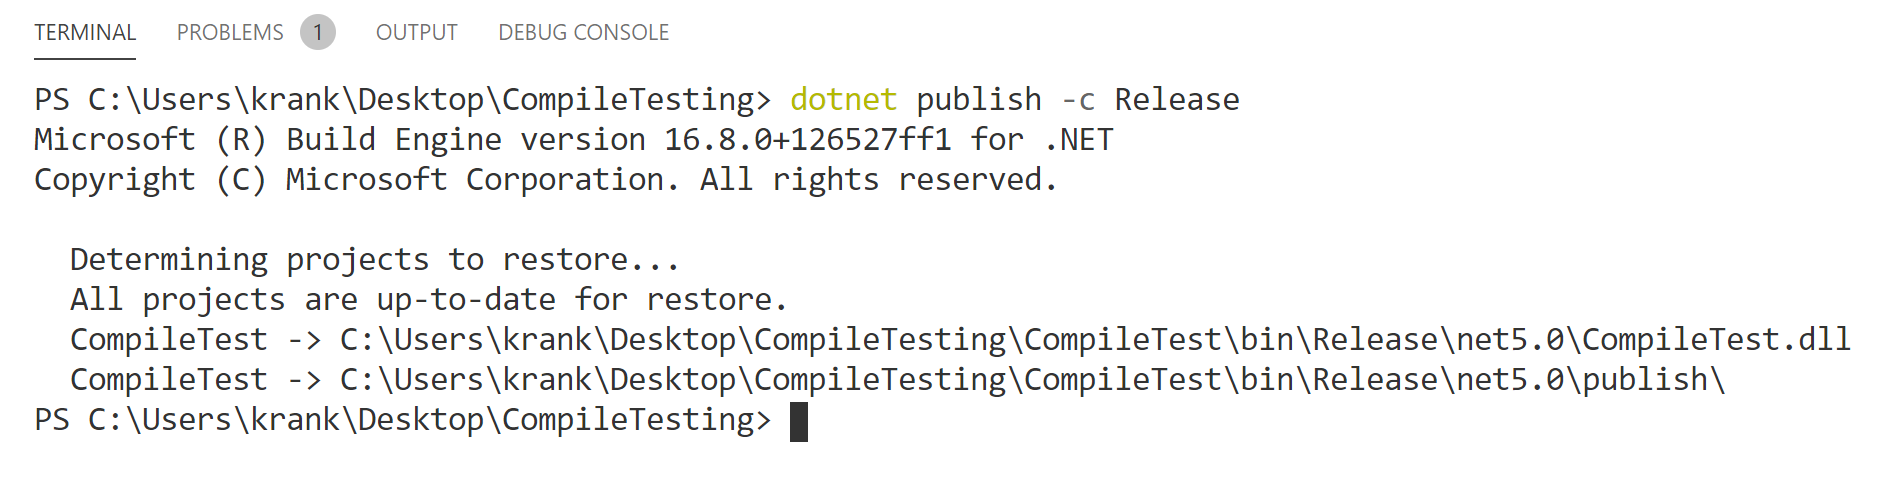 TERMINAL PROBLEMS 1 OUTPUT DEBUG CONSOLE
PS C:\Users\krank\Desktop\CompileTesting> dotnet publish -c Release
Microsoft (R) Build Engine version 16.8.0+126527ff1 for .NET
Copyright (C) Microsoft Corporation. All rights reserved.
Determining projects to restore...
All projects are up-to-date for restore.
CompileTest -> C:\Users\krank\Desktop\CompileTesting\CompileTest\bin\Release\net5.0\CompileTest.dll
CompileTest -> C:\Users\krank\Desktop\CompileTesting\CompileTest\bin\Release\net5.0\publish\
PS C:\Users\krank\Desktop\CompileTesting>